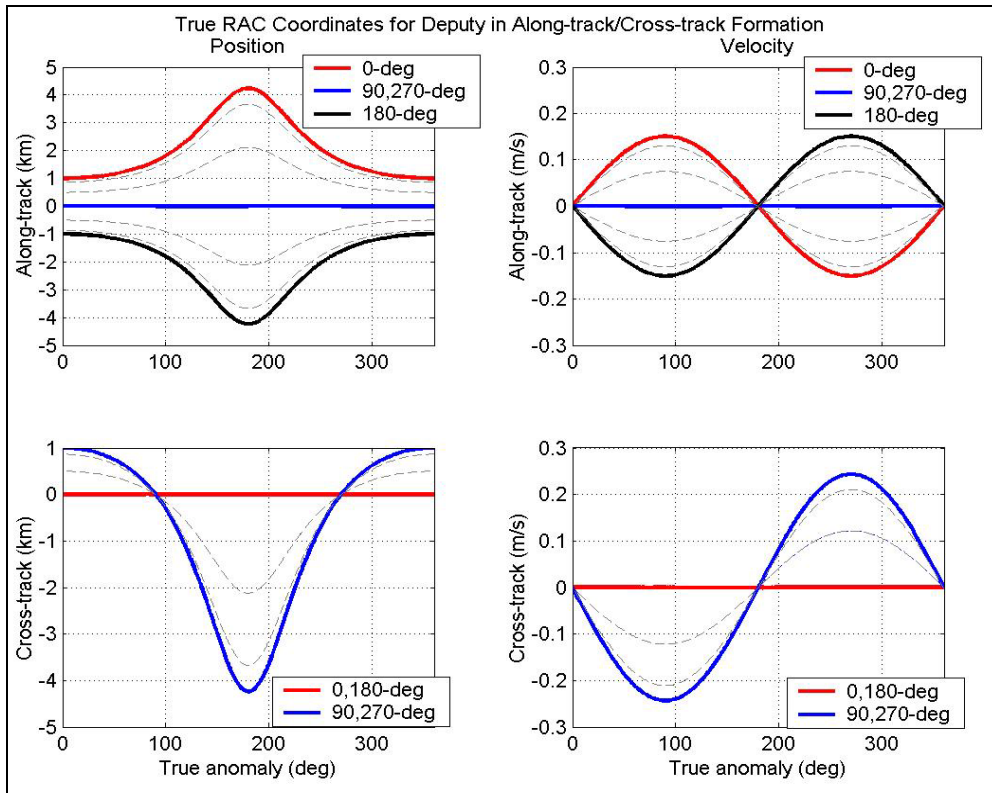 True RAC Coordinates for Deputy in Along-track/Cross-track Formation
Position
5
4
3
2
1
0
-1
-2
-3
-4
-5
Along-track (km)
0
100
200
300
0-deg
90,270-deg
180-deg
Velocity
0.3
0.2
0.1
0
-0.1
-0.2
-0.3
Along-track (m/s)
0
100
200
300
0-deg
90,270-deg
180-deg
1
0
-1
-2
-3
-4
-5
Cross-track (km)
0
100
200
300
True anomaly (deg)
0,180-deg
90,270-deg
0.3
0.2
0.1
0
-0.1
-0.2
-0.3
Cross-track (m/s)
0
100
200
300
True anomaly (deg)
0,180-deg
90,270-deg